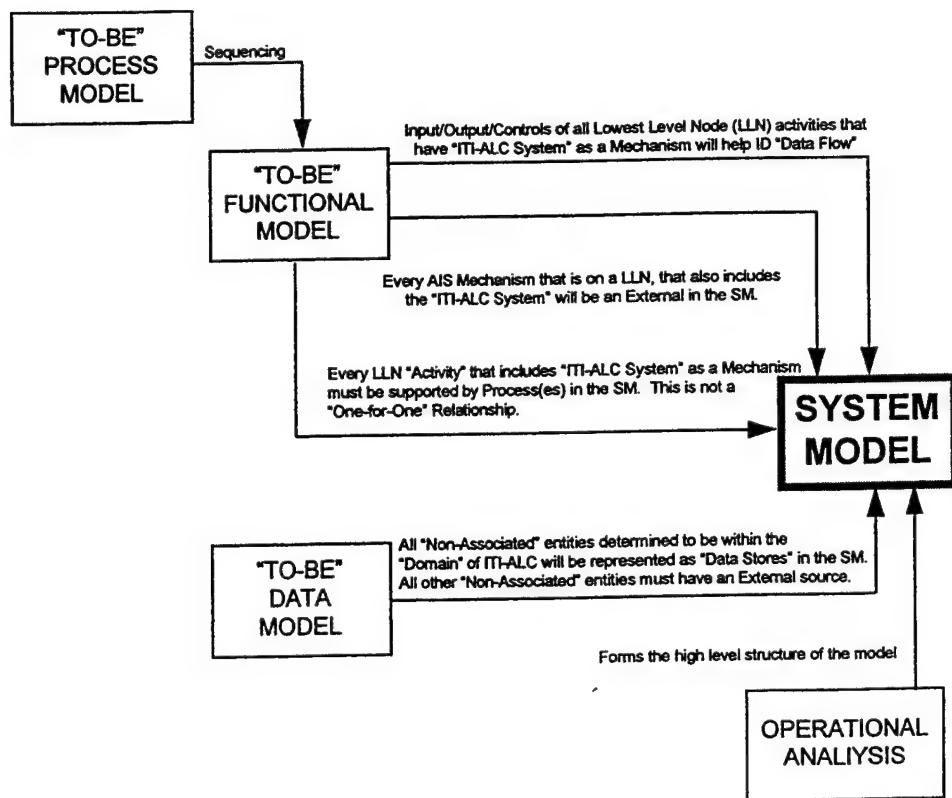 "TO-BE"
PROCESS
MODEL
Sequencing
Input/Output/Controls of all Lowest Level Node (LLN) activities that
have "ITI-ALC System" as a Mechanism will help ID "Data Flow"
"TO-BE"
FUNCTIONAL
MODEL
Every AIS Mechanism that is on a LLN, that also includes
the "ITI-ALC System" will be an External in the SM.
Every LLN "Activity" that includes "ITI-ALC System" as a Mechanism
must be supported by Process(es) in the SM. This is not a
"One-for-One" Relationship.
SYSTEM
MODEL
"TO-BE"
DATA
MODEL
All "Non-Associated" entities determined to be within the
"Domain" of ITI-ALC will be represented as "Data Stores" in the SM.
All other "Non-Associated" entities must have an External source.
Forms the high level structure of the model
OPERATIONAL
ANALIYSIS